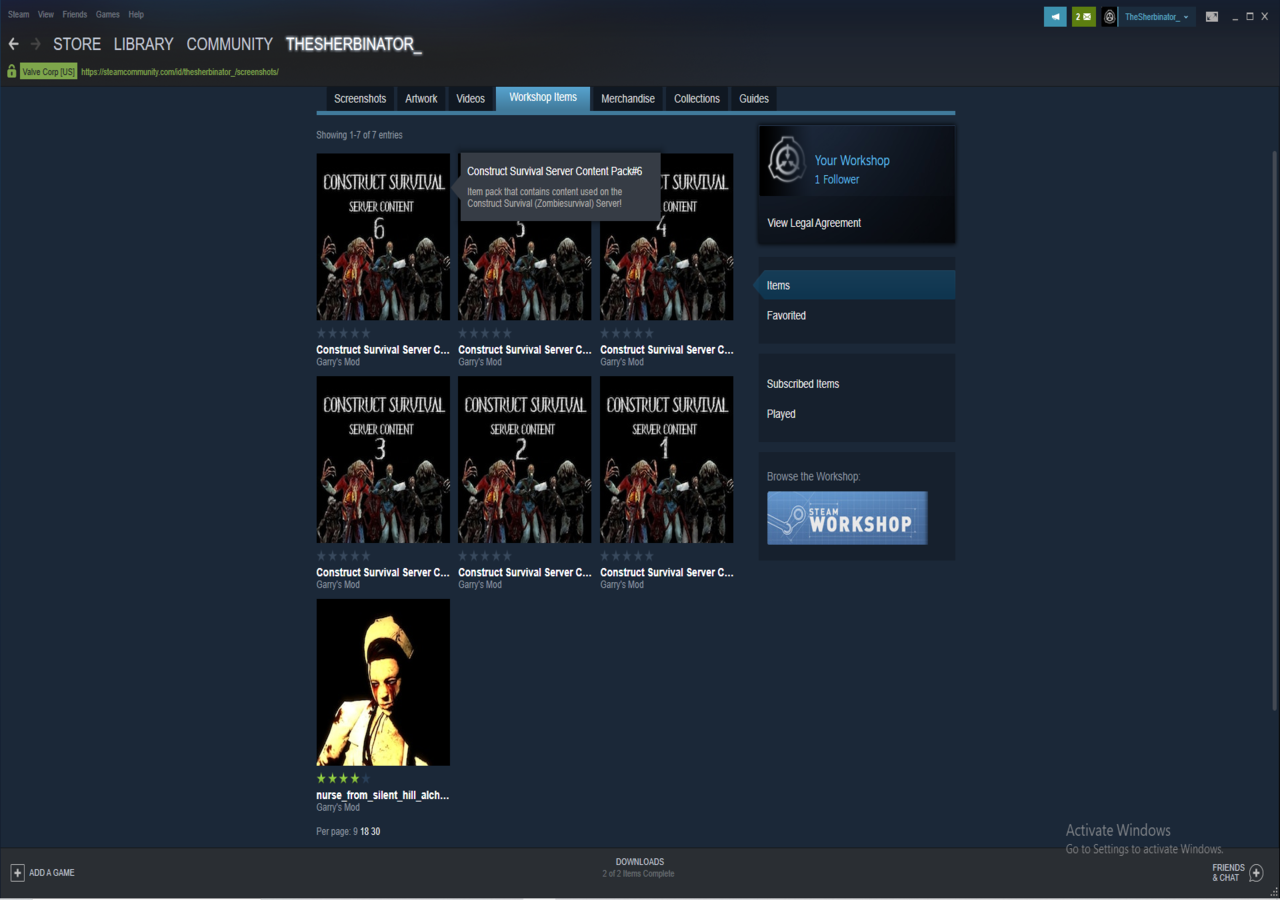 Steam View Friends Games Help
2
TheSherbinator_
STORE LIBRARY COMMUNITY THESHERBINATOR_
Valve Corp [US] https://steamcommunity.com/id/thesherbinator_/screenshots/
Screenshots Artwork Videos Workshop Items Merchandise Collections Guides
Showing 1-7 of 7 entries
CONSTRUCT SURVIVAL
SERVER CONTENT
6
Construct Survival Server Content Pack#6
Item pack that contains content used on the
Construct Survival (Zombiesurvival) Server!
5
CT SURVIVAL
CONTENT
4
Construct Survival Server C... Construct Survival Server C... Construct Survival Server C...
Garry's Mod Garry's Mod Garry's Mod
CONSTRUCT SURVIVAL CONSTRUCT SURVIVAL CONSTRUCT SURVIVAL
SERVER CONTENT SERVER CONTENT SERVER CONTENT
3 2 1
Construct Survival Server C... Construct Survival Server C... Construct Survival Server C...
Garry's Mod Garry's Mod Garry's Mod
nurse_from_silent_hill_alch...
Garry's Mod
Per page: 9 18 30
Your Workshop
1 Follower
View Legal Agreement
Items
Favorited
Subscribed Items
Played
Browse the Workshop:
STEAM
WORKSHOP
Activate Windows
Go to Settings to activate Windows.
ADD A GAME
DOWNLOADS
2 of 2 Items Complete
FRIENDS
& CHAT